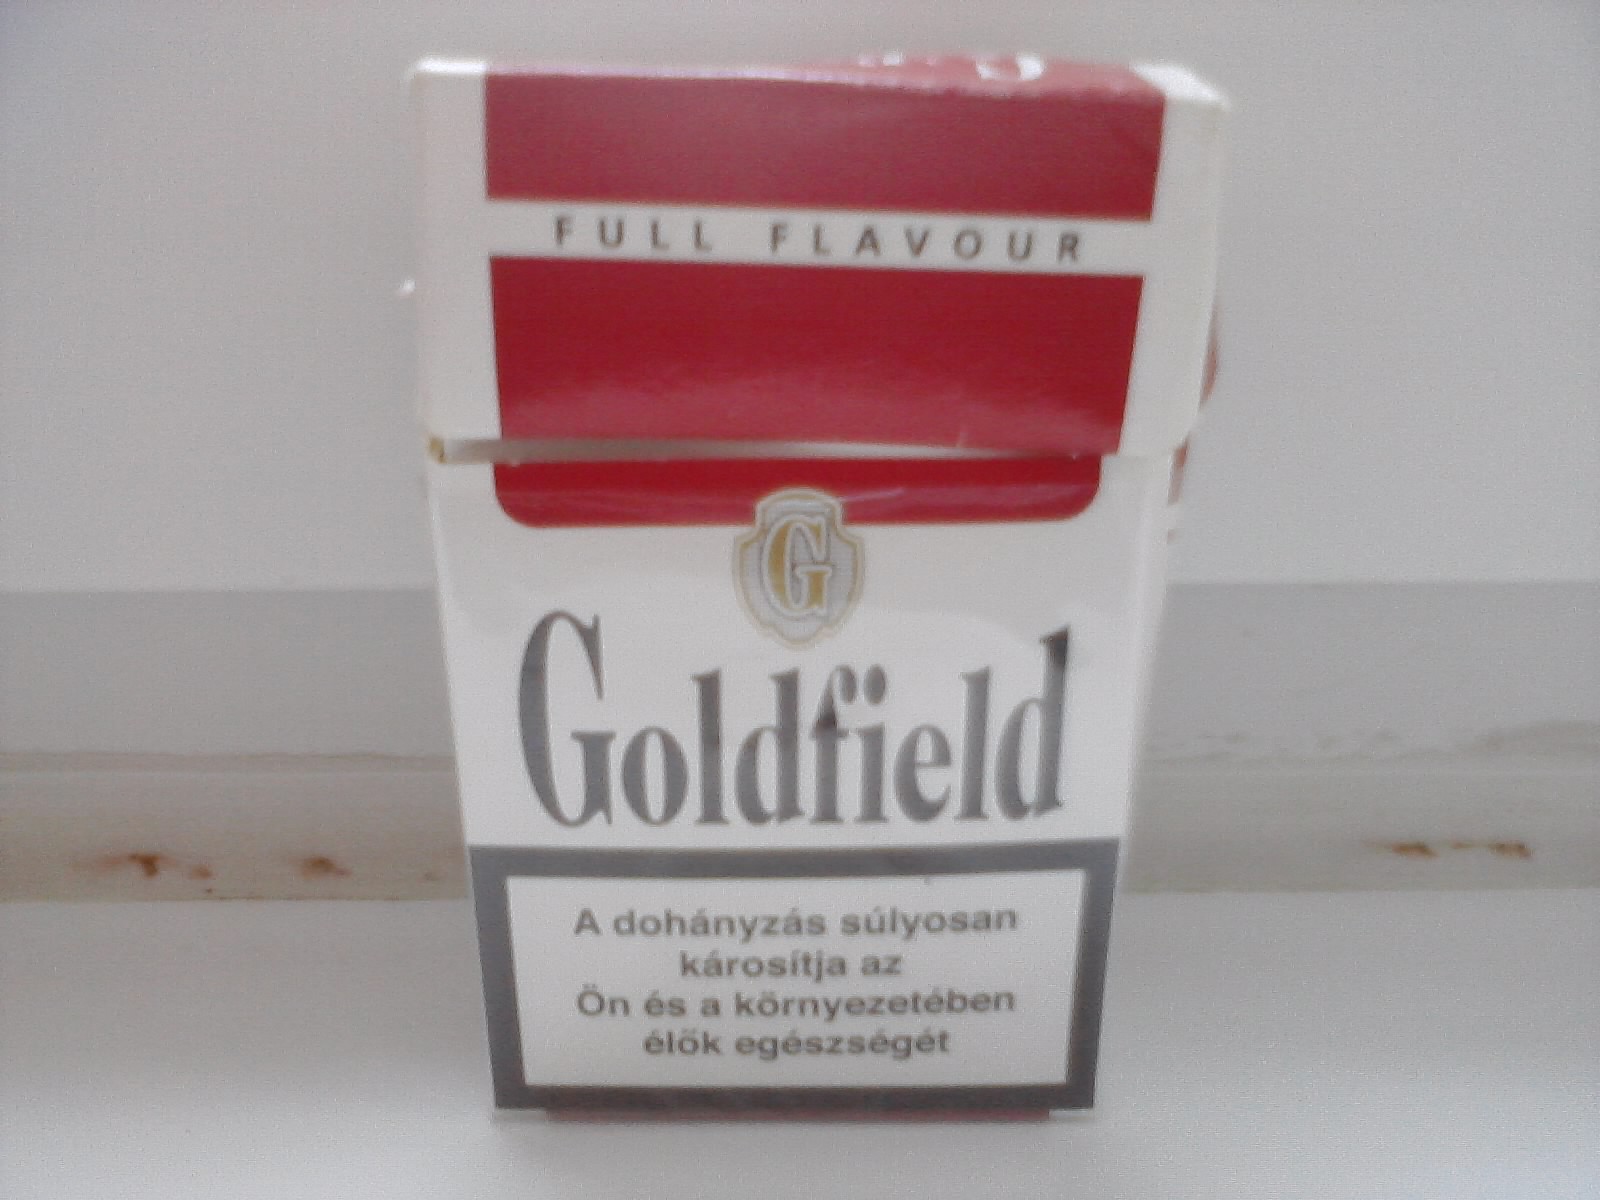 FULL FLAVOUR
G
Goldfield
A dohányzás súlyosan
károsítja az
Ön és a környezetében
élők egészségét